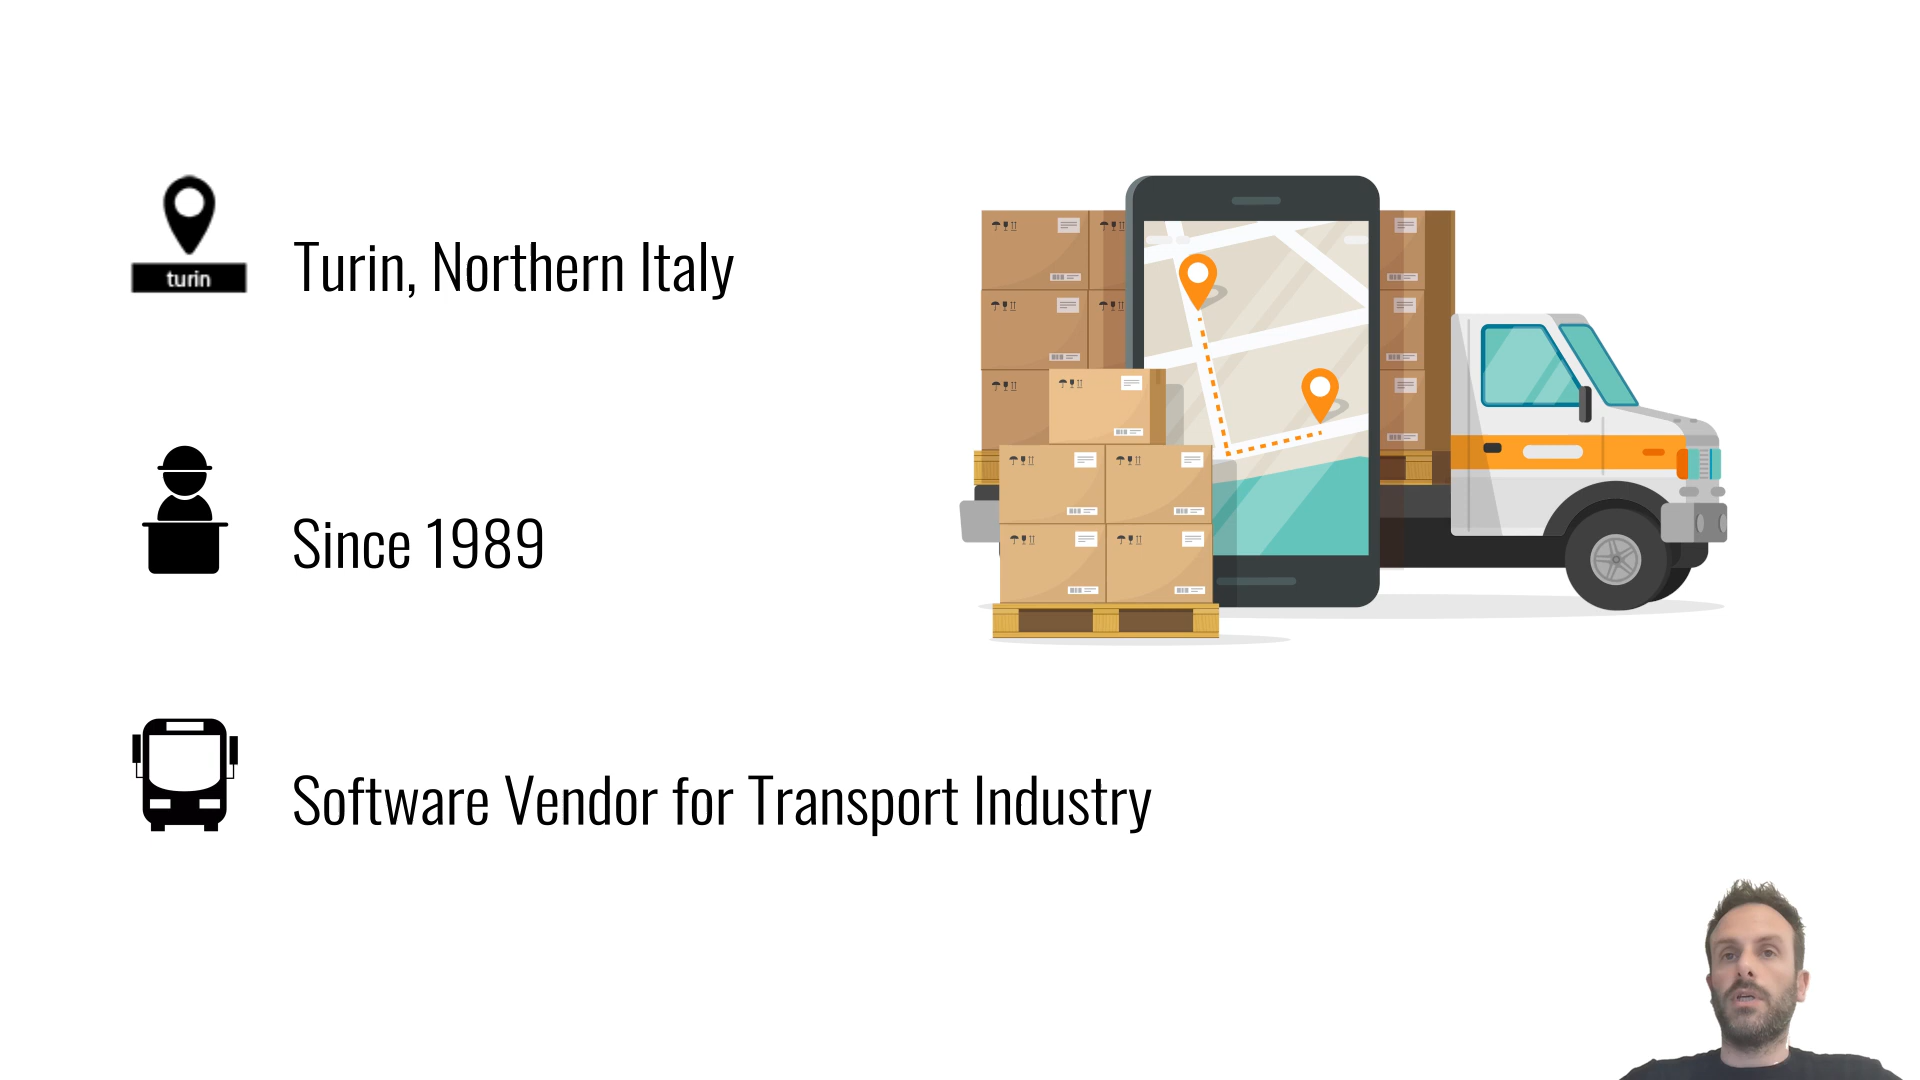 turin
Turin, Northern Italy
Since 1989
Software Vendor for Transport Industry